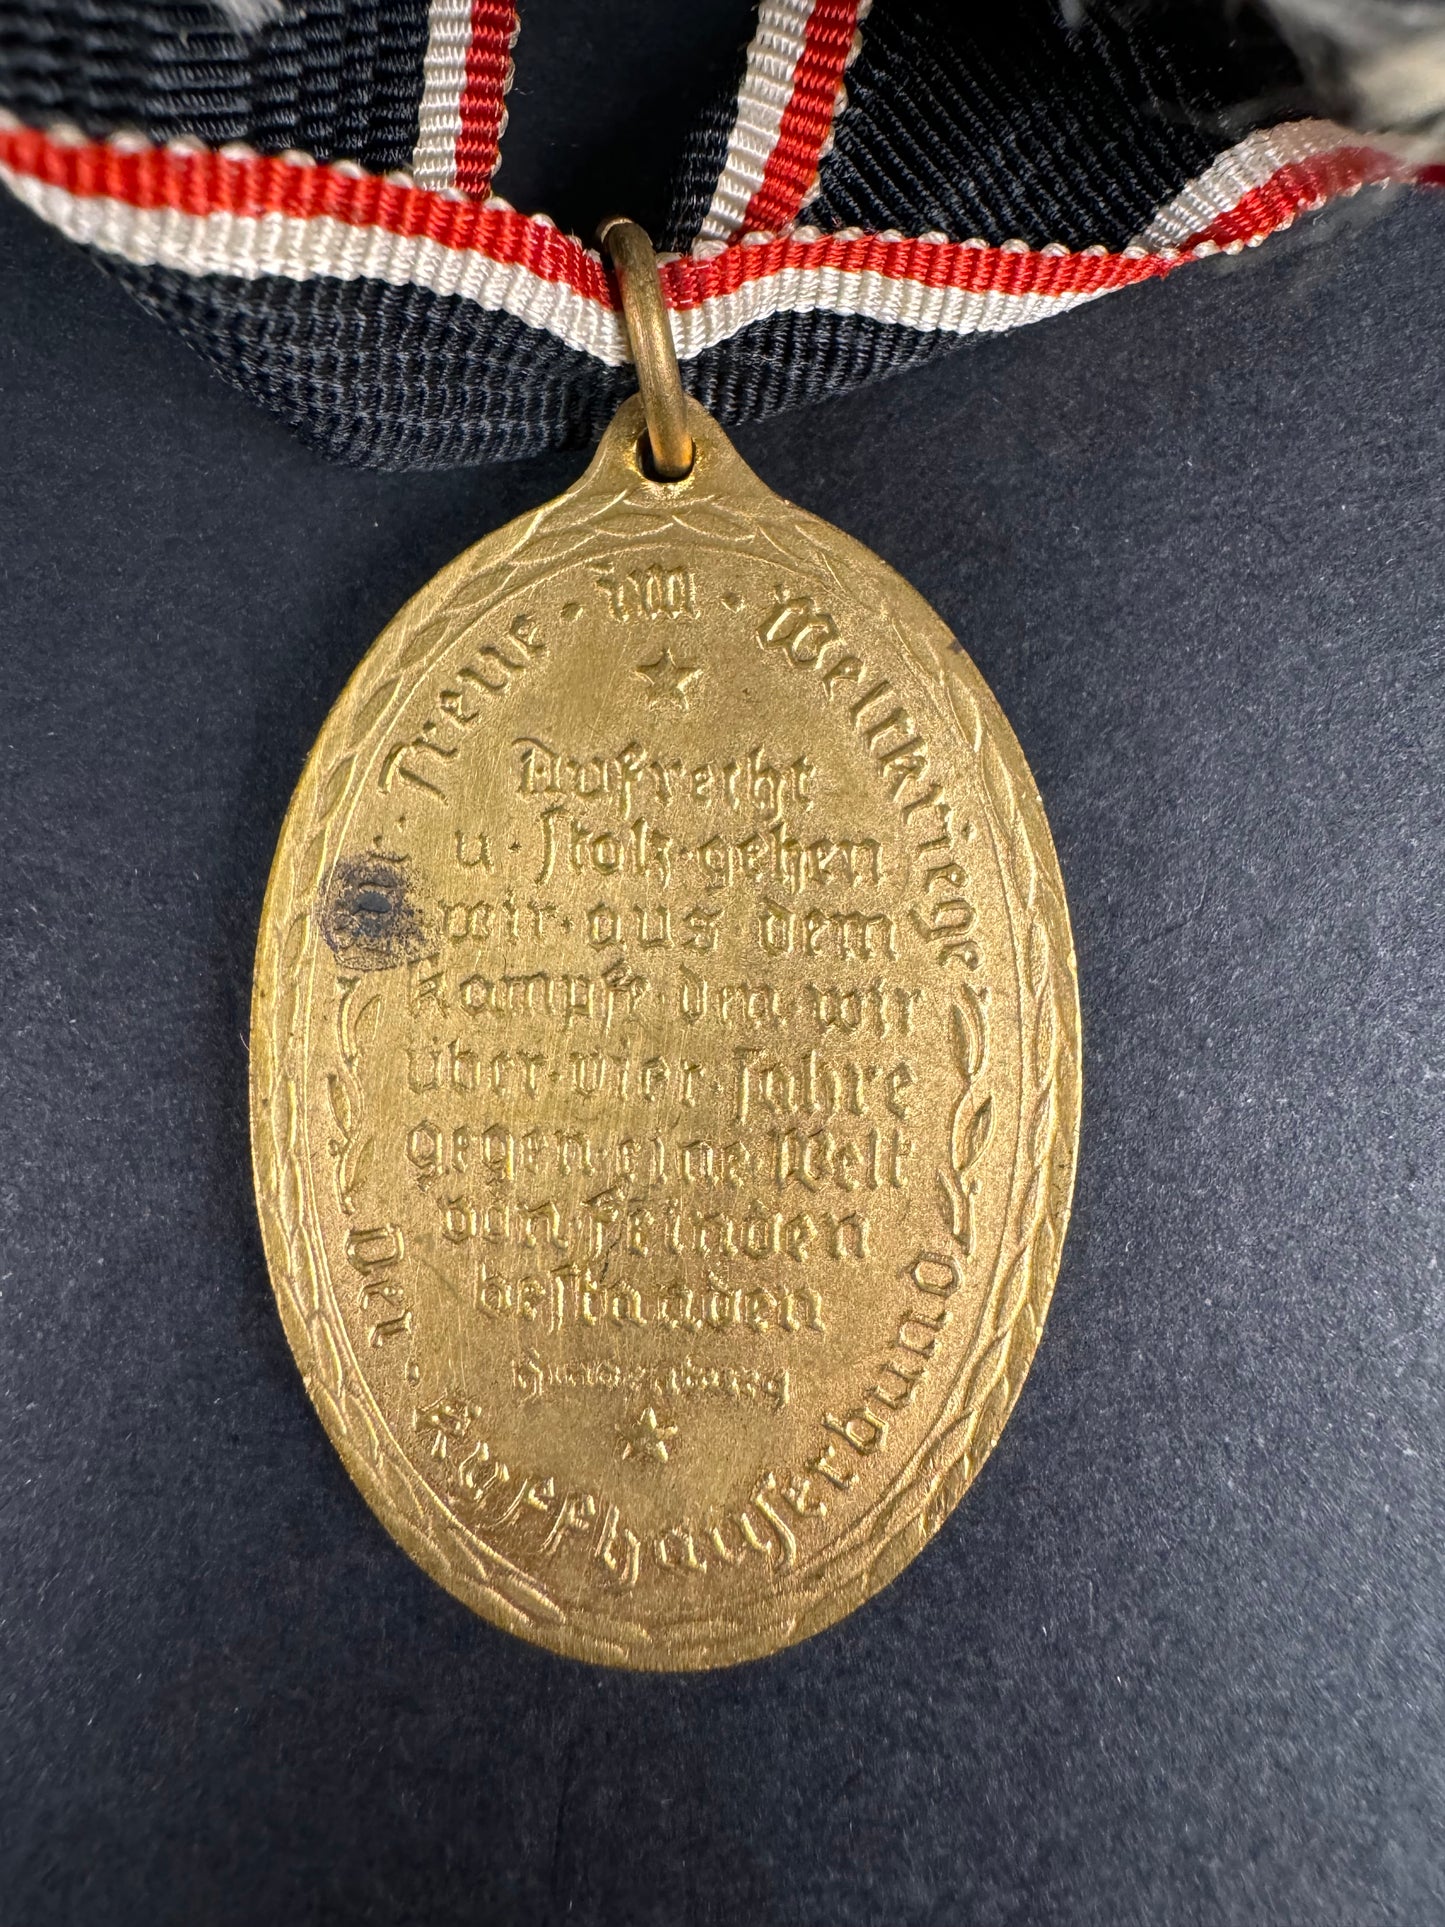 Für · Treue · im · Weltkriege
Aufrecht
u · ſtolz · gehen
wir · aus dem
Kampfe · den · wir
über · vier · Jahre
gegen · eine · Welt
von · Feinden
beſtanden
Hindenburg
Der · Kyffhäuſerbund